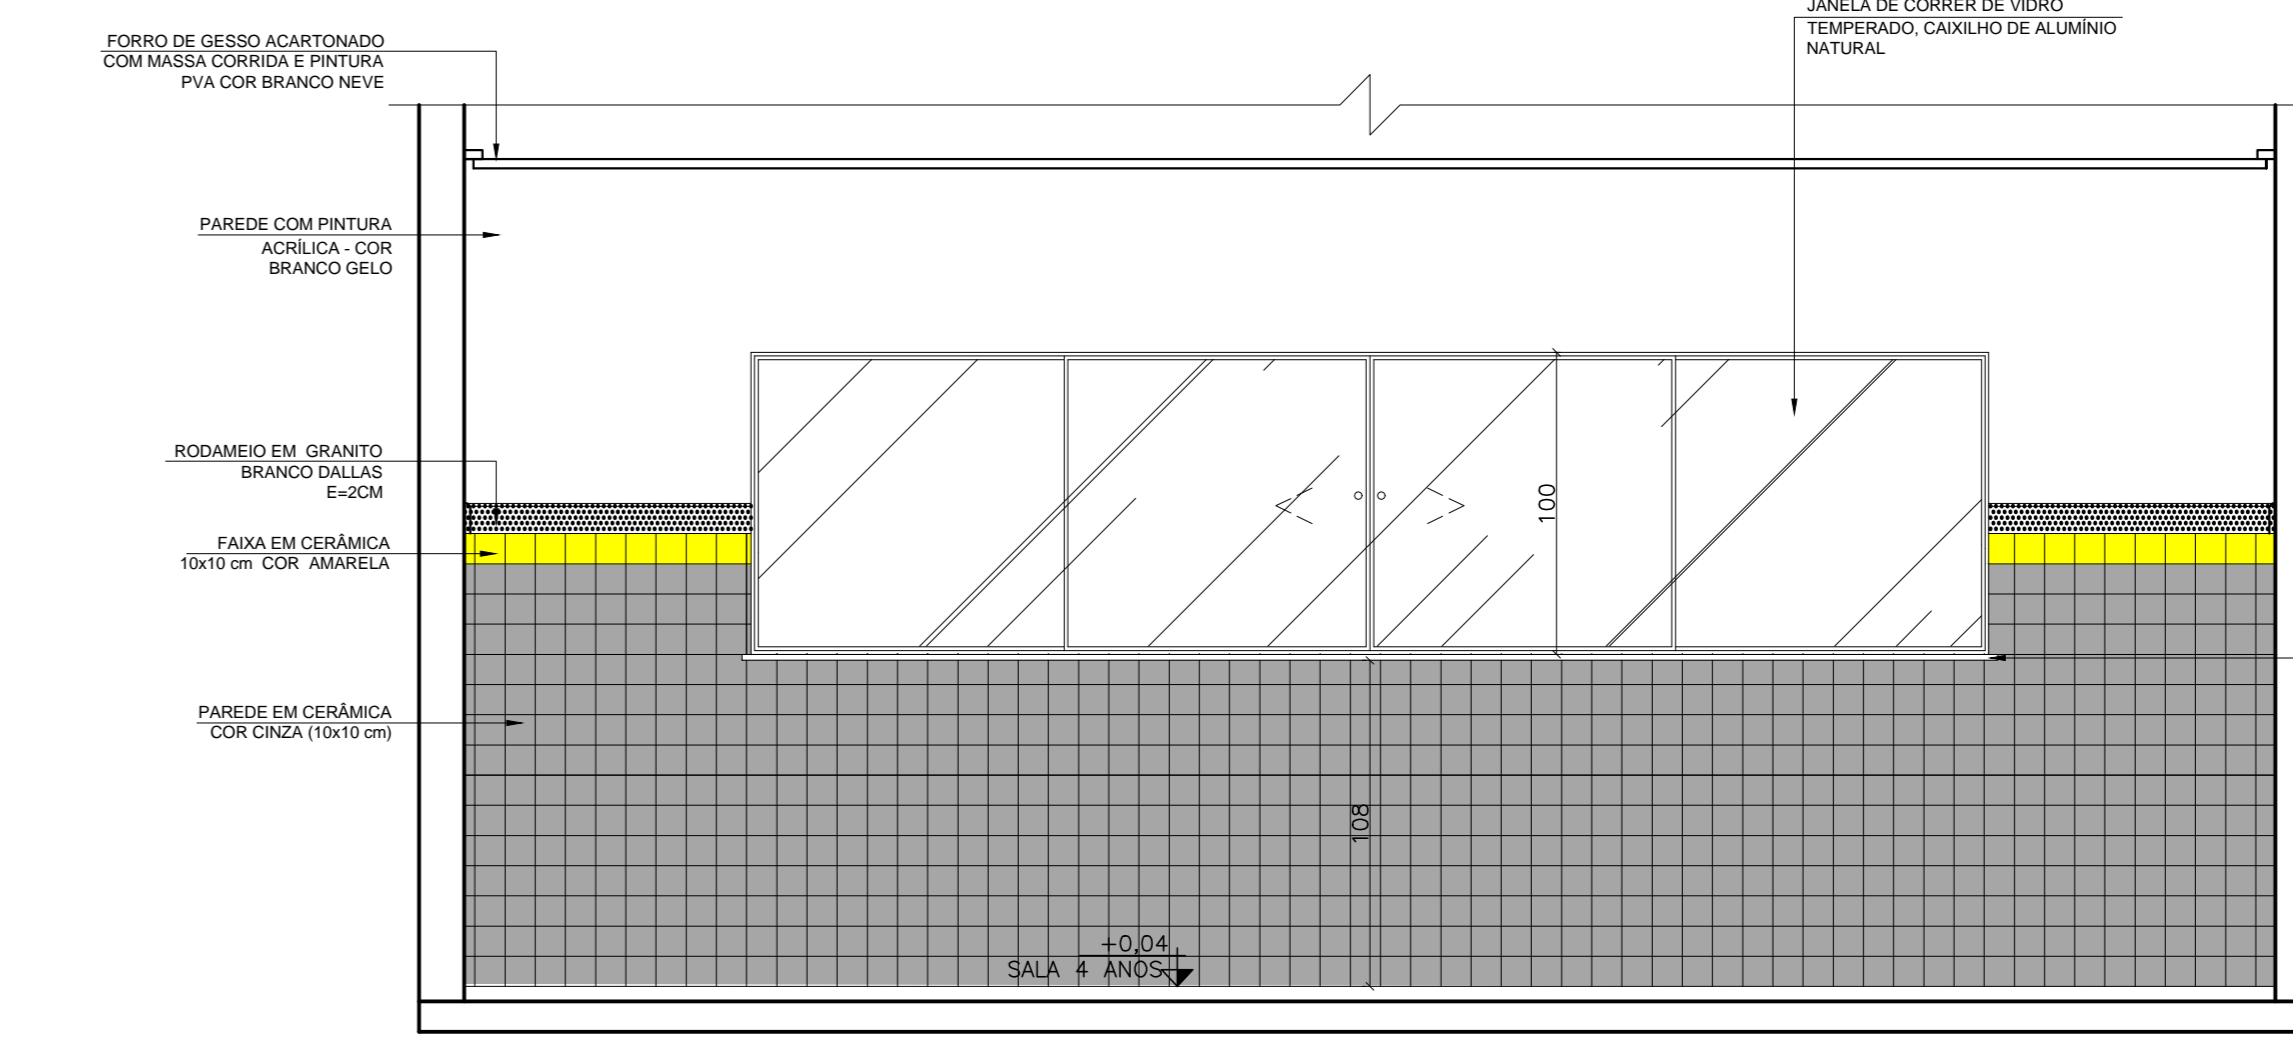 JANELA DE CORRER DE VIDRO
TEMPERADO, CAIXILHO DE ALUMÍNIO
NATURAL
FORRO DE GESSO ACARTONADO
COM MASSA CORRIDA E PINTURA
PVA COR BRANCO NEVE
PAREDE COM PINTURA
ACRÍLICA - COR
BRANCO GELO
RODAMEIO EM GRANITO
BRANCO DALLAS
E=2CM
FAIXA EM CERÂMICA
10x10 cm COR AMARELA
PAREDE EM CERÂMICA
COR CINZA (10x10 cm)
100
108
+0,04
SALA 4 ANOS